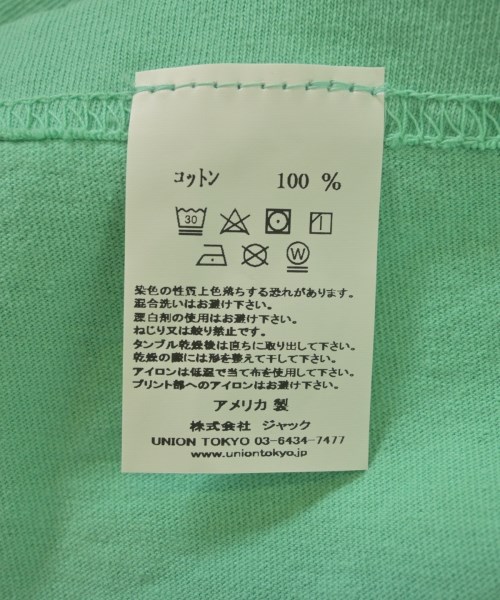 コットン 100 %
30
W
染色の性質上色落ちする恐れがあります。
混合洗いはお避け下さい。
漂白剤の使用はお避け下さい。
ねじり又は絞り禁止です。
タンブル乾燥後は直ちに取り出して下さい。
乾燥の際には形を整えて干して下さい。
アイロンは低温で当て布を使用して下さい。
プリント部へのアイロンはお避け下さい。
アメリカ 製
株式会社 ジャック
UNION TOKYO 03-6434-7477
www.uniontokyo.jp